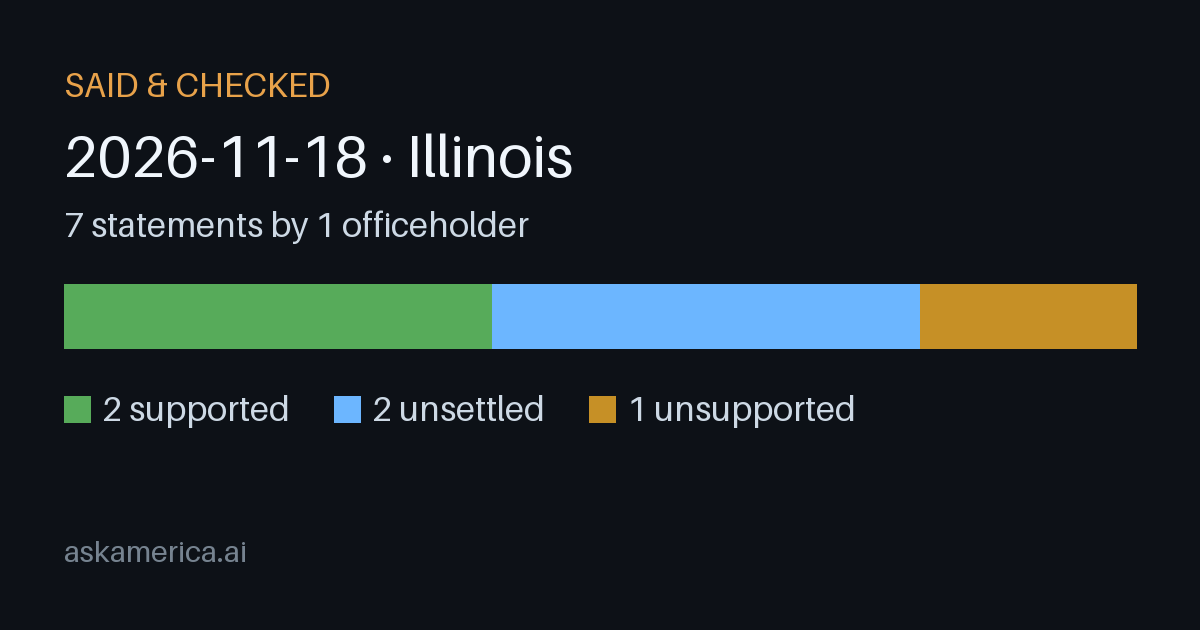 SAID & CHECKED
2026-11-18 · Illinois
7 statements by 1 officeholder
2 supported 2 unsettled 1 unsupported
askamerica.ai